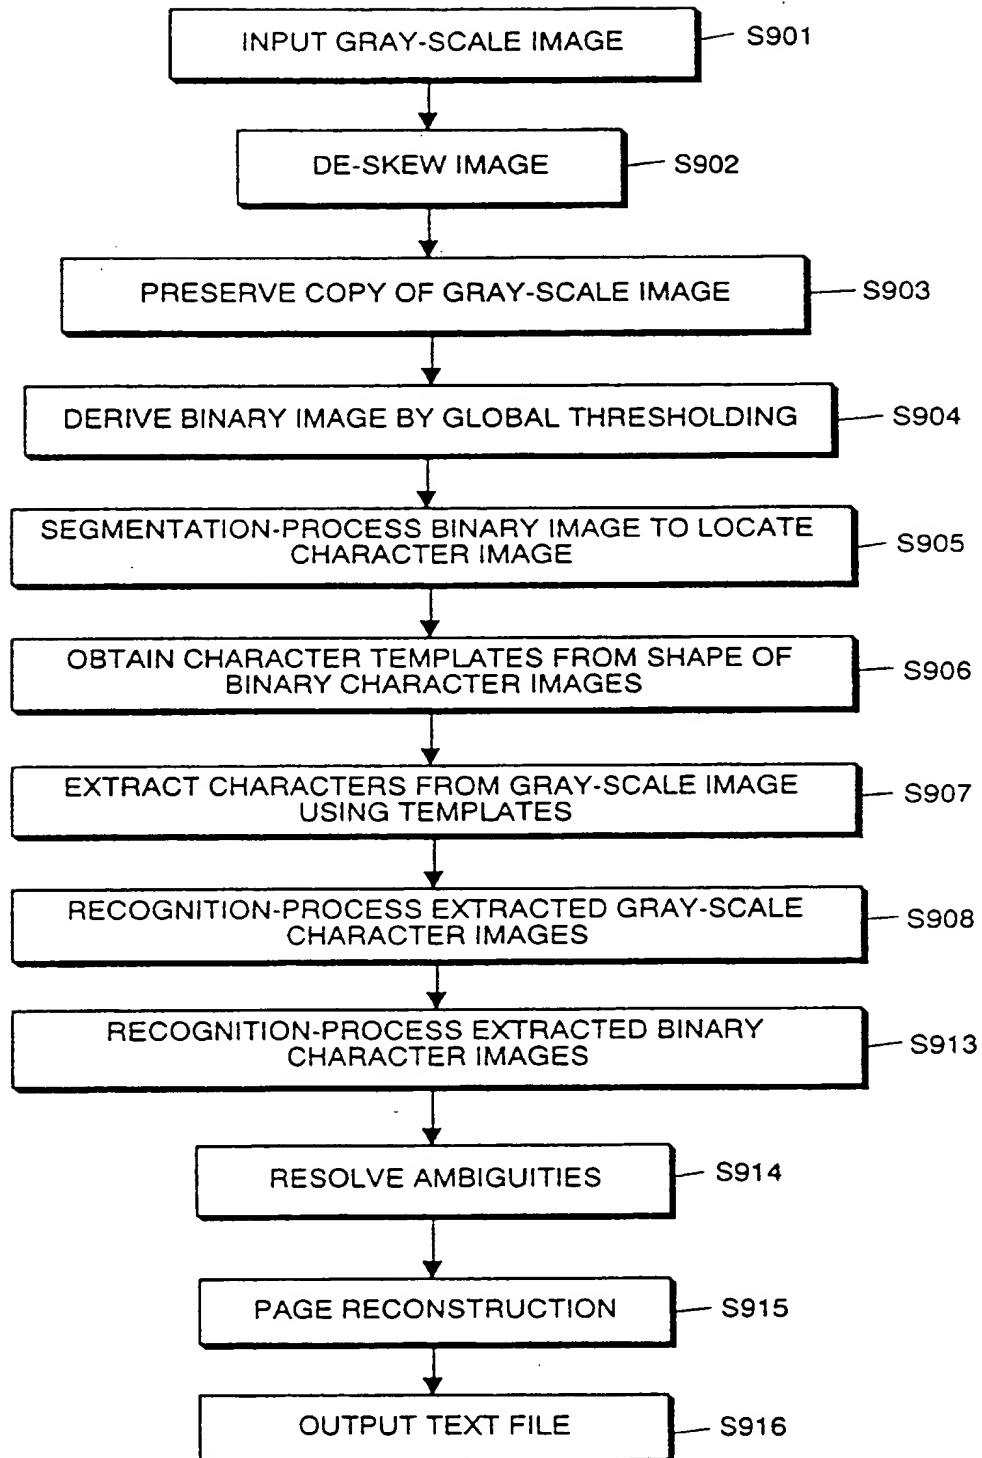 INPUT GRAY-SCALE IMAGE
S901
DE-SKEW IMAGE
S902
PRESERVE COPY OF GRAY-SCALE IMAGE
S903
DERIVE BINARY IMAGE BY GLOBAL THRESHOLDING
S904
SEGMENTATION-PROCESS BINARY IMAGE TO LOCATE
CHARACTER IMAGE
S905
OBTAIN CHARACTER TEMPLATES FROM SHAPE OF
BINARY CHARACTER IMAGES
S906
EXTRACT CHARACTERS FROM GRAY-SCALE IMAGE
USING TEMPLATES
S907
RECOGNITION-PROCESS EXTRACTED GRAY-SCALE
CHARACTER IMAGES
S908
RECOGNITION-PROCESS EXTRACTED BINARY
CHARACTER IMAGES
S913
RESOLVE AMBIGUITIES
S914
PAGE RECONSTRUCTION
S915
OUTPUT TEXT FILE
S916